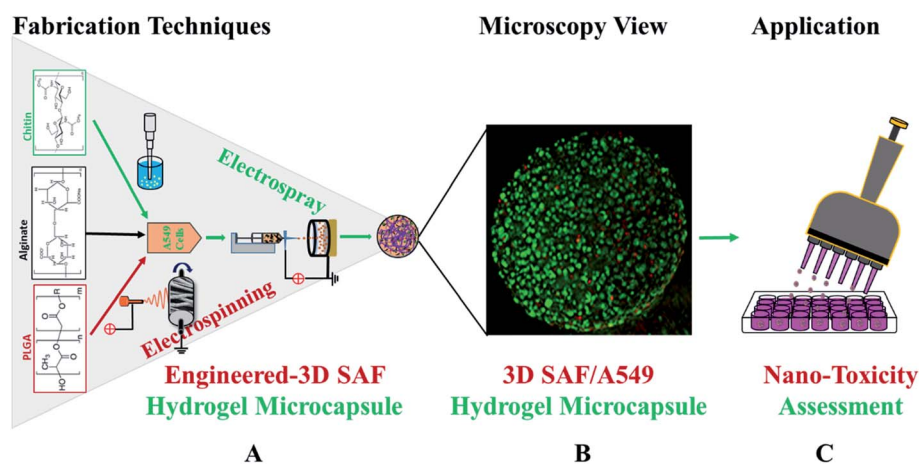 Fabrication Techniques
Microscopy View
Application
Chitin
Alginate
PLGA
A549
Cells
Electrospray
Electrospinning
Engineered-3D SAF
Hydrogel Microcapsule
3D SAF/A549
Hydrogel Microcapsule
Nano-Toxicity
Assessment
A
B
C